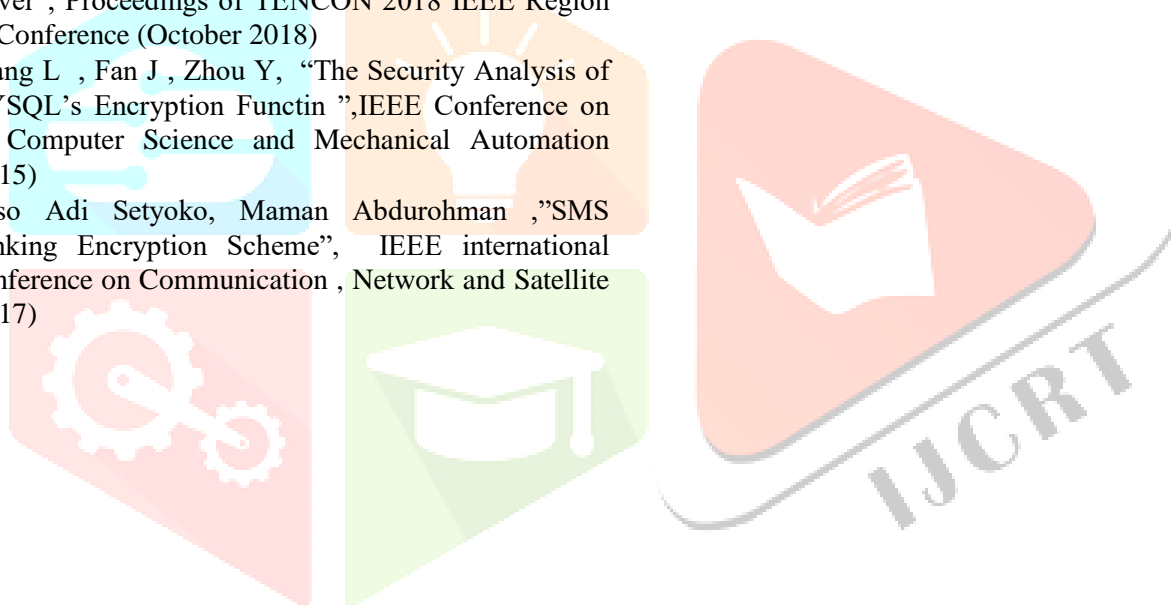 ver", Proceedings of TENCON 2018 IEEE Region
Conference (October 2018)
ang L , Fan J , Zhou Y, “The Security Analysis of
YSQL’s Encryption Functin ”,IEEE Conference on
Computer Science and Mechanical Automation
15)
so Adi Setyoko, Maman Abdurohman ,”SMS
nking Encryption Scheme”, IEEE international
nference on Communication , Network and Satellite
17)
IJCRT